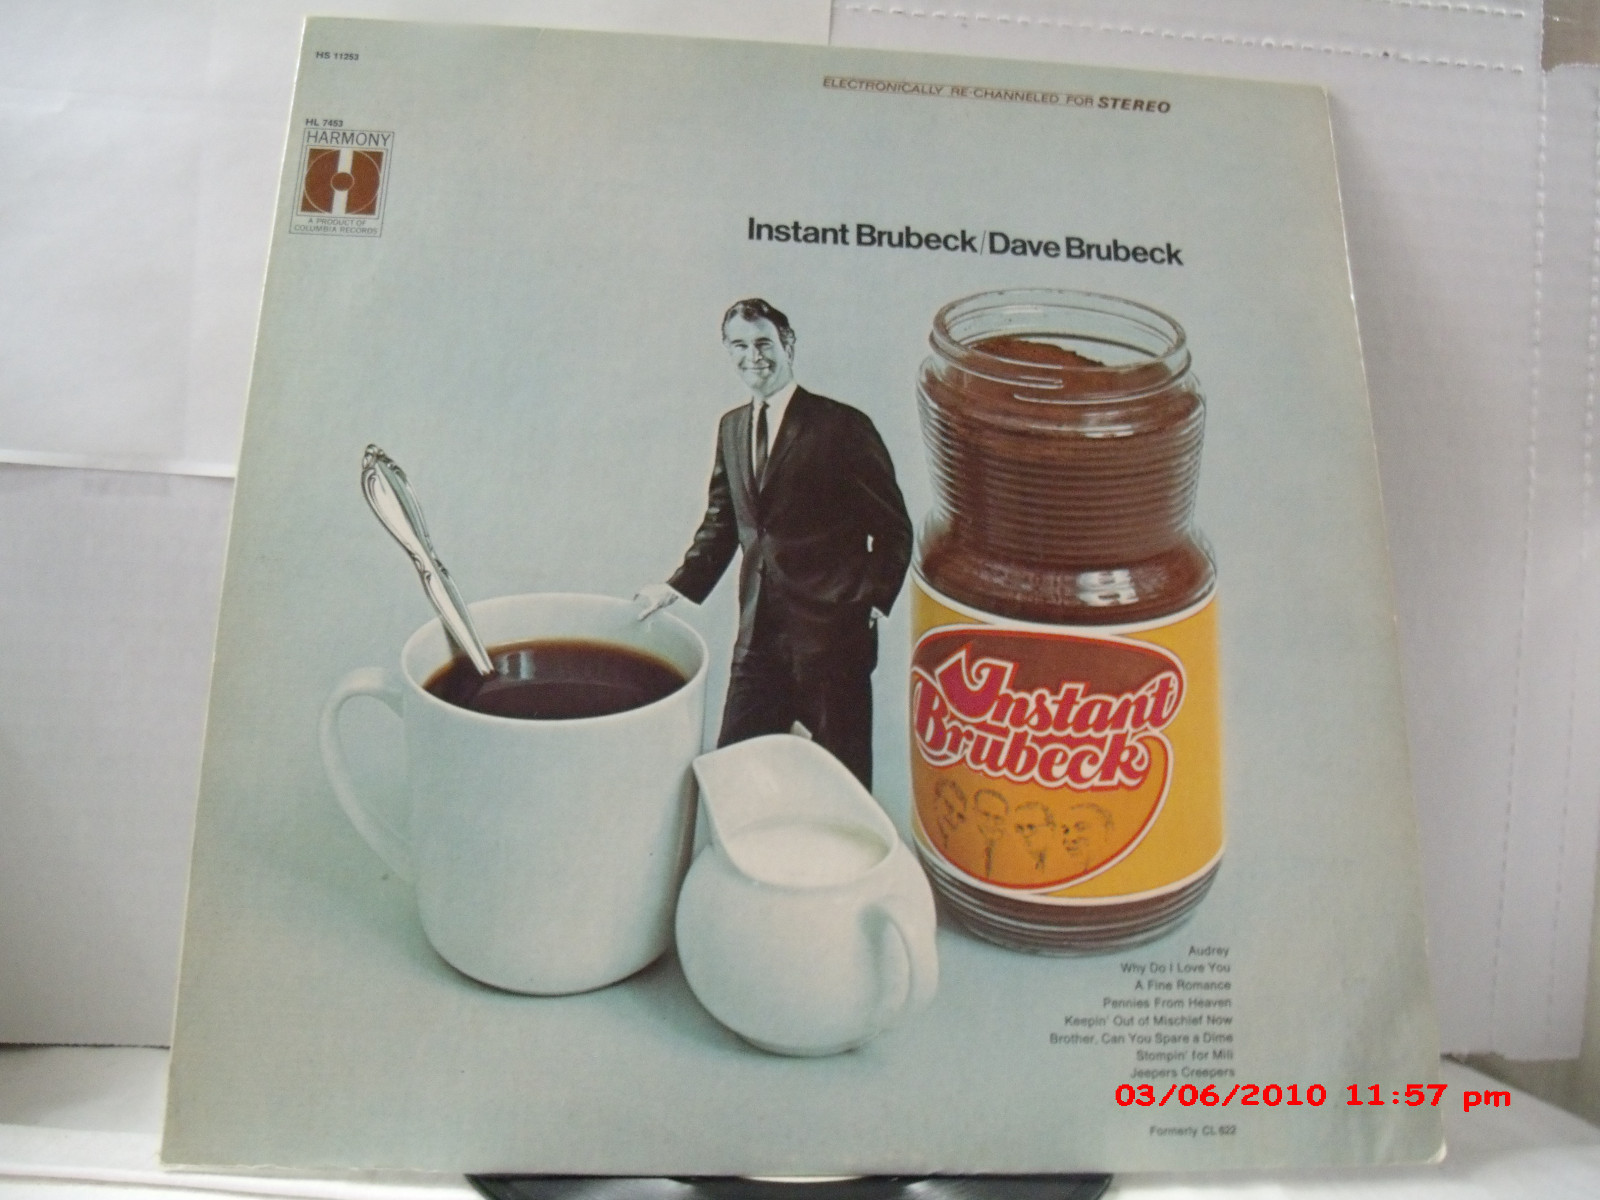 HS 11253
ELECTRONICALLY RE-CHANNELED FOR STEREO
HL 7453
HARMONY
A PRODUCT OF
COLUMBIA RECORDS
Instant Brubeck/Dave Brubeck
Instant
Brubeck
Audrey
Why Do I Love You
A Fine Romance
Pennies From Heaven
Keepin' Out of Mischief Now
Brother, Can You Spare a Dime
Stompin' for Mili
Jeepers Creepers
03/06/2010 11:57 pm
Formerly CL 622